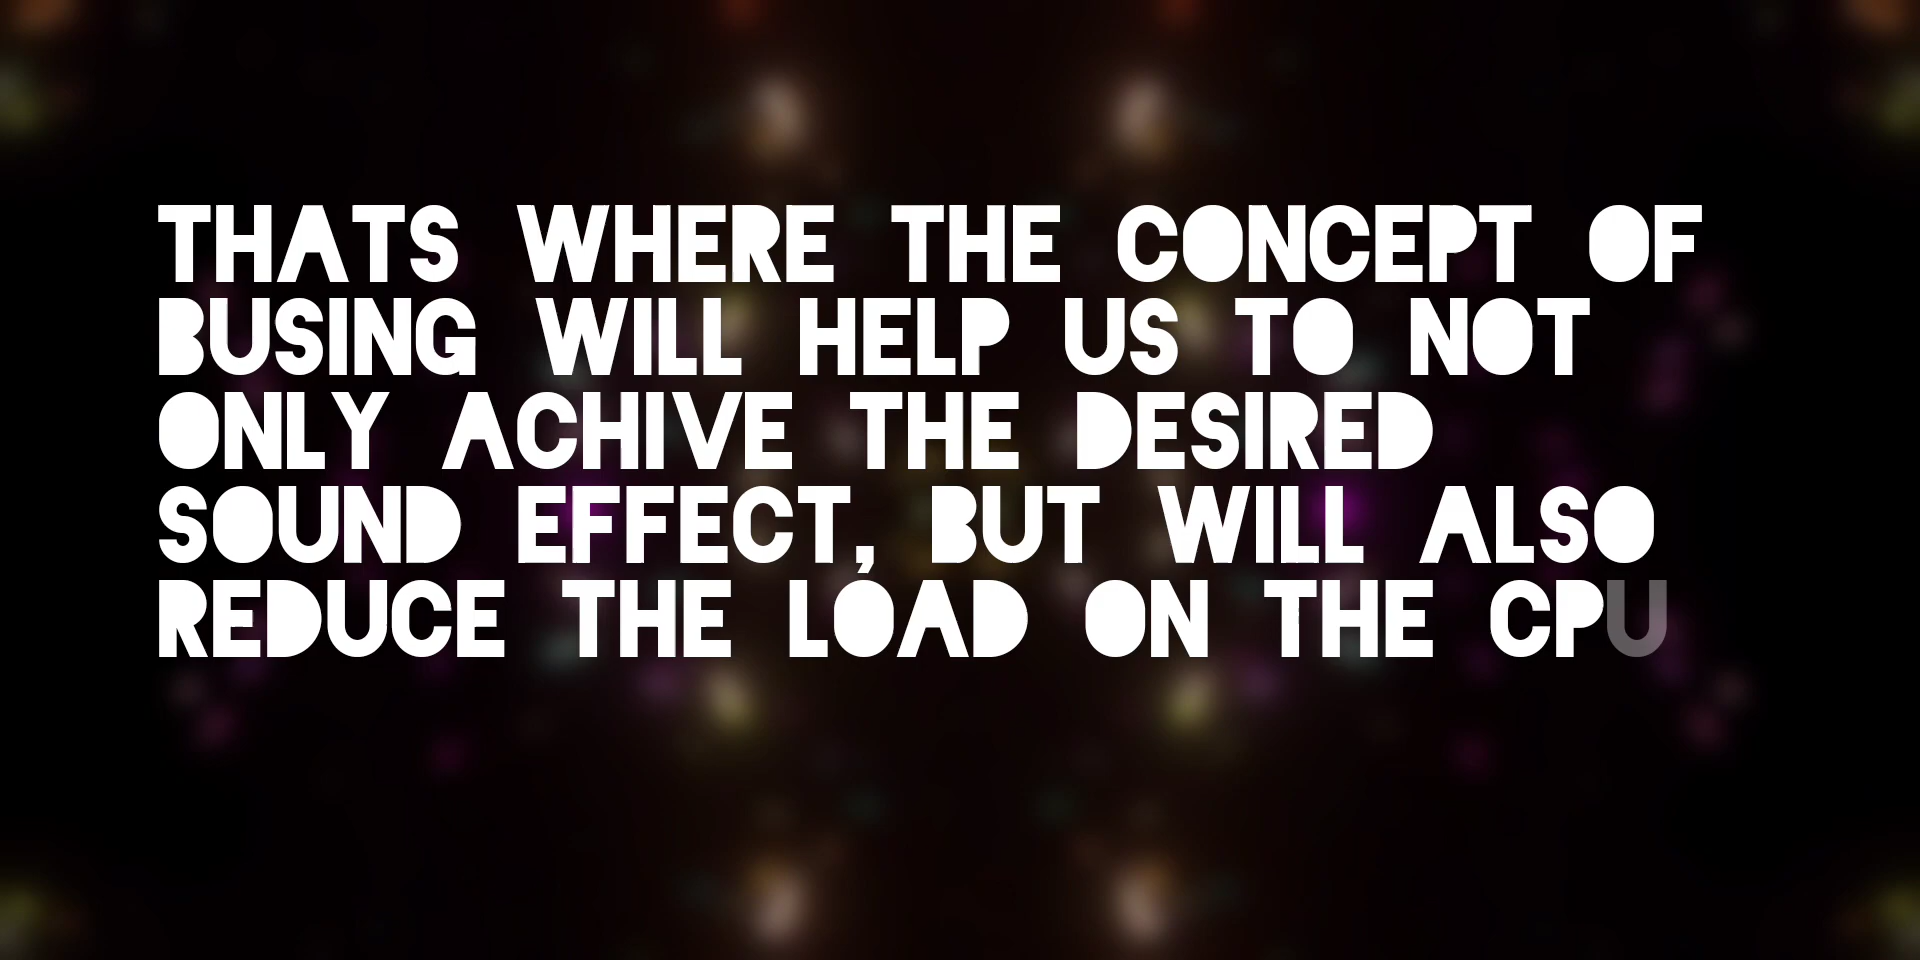 THATS WHERE THE CONCEPT OF
BUSING WILL HELP US TO NOT
ONLY ACHIVE THE DESIRED
SOUND EFFECT, BUT WILL ALSO
REDUCE THE LOAD ON THE CPU